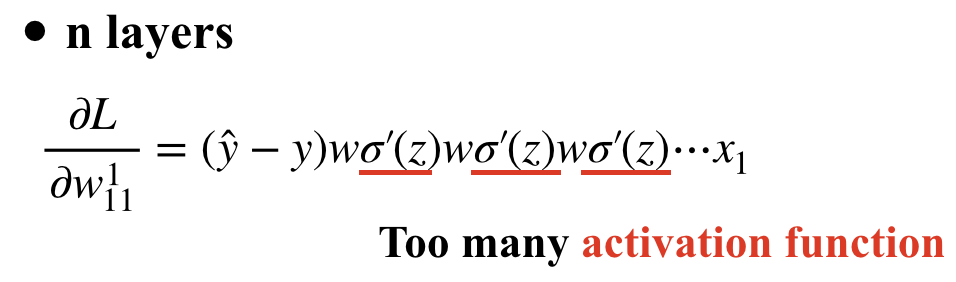 • n layers
∂L/∂w¹₁₁ = (ŷ − y)wσ′(z)wσ′(z)wσ′(z)⋯x₁
Too many activation function